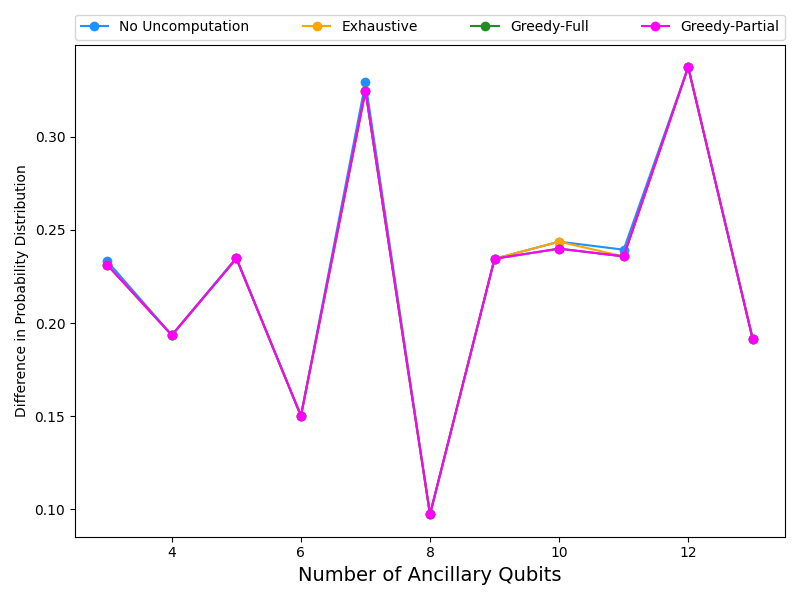 No Uncomputation Exhaustive Greedy-Full Greedy-Partial
0.30
0.25
0.20
0.15
0.10
Difference in Probability Distribution
4 6 8 10 12
Number of Ancillary Qubits